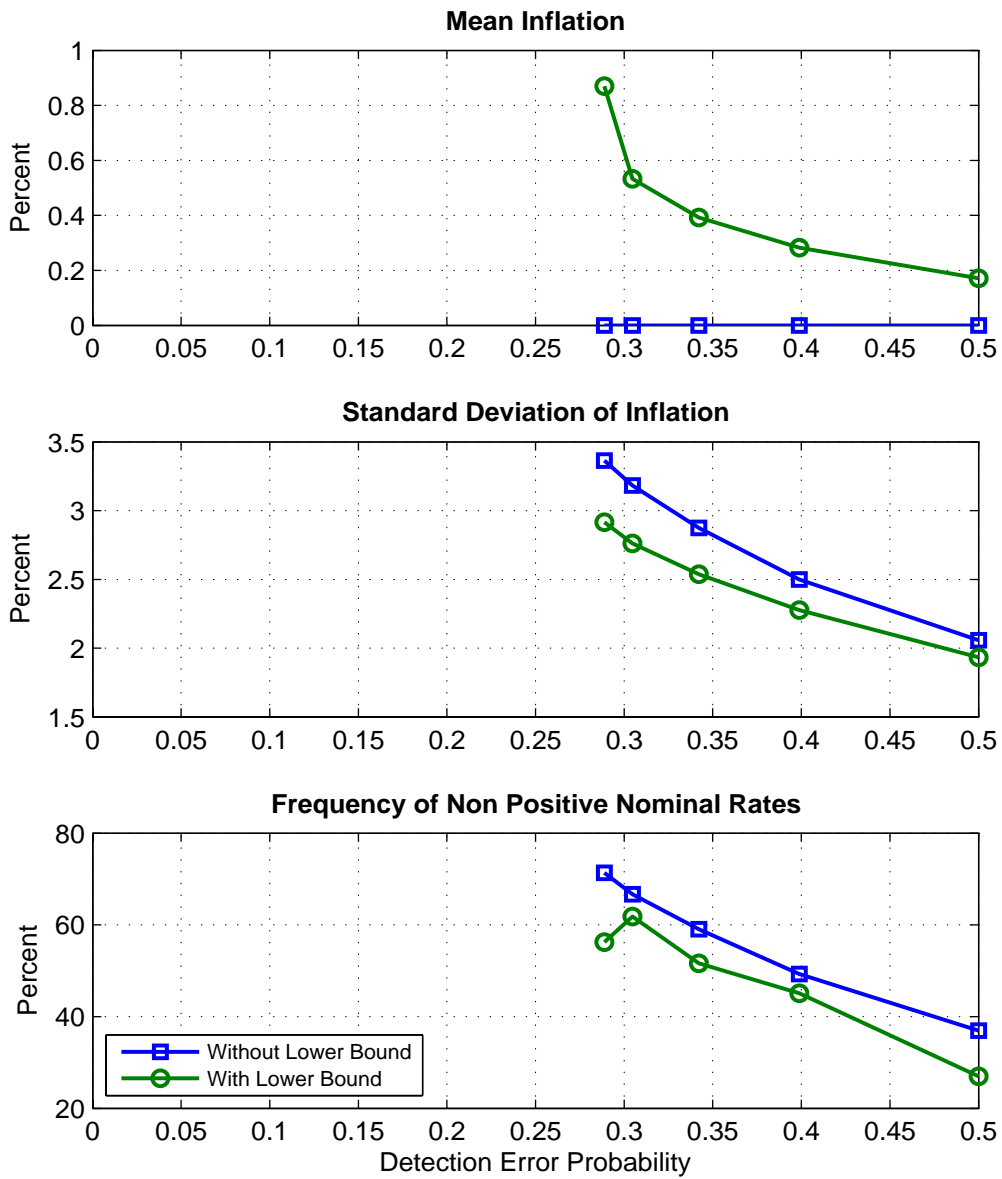 Mean Inflation
1
0.8
0.6
0.4
0.2
0
Percent
0 0.05 0.1 0.15 0.2 0.25 0.3 0.35 0.4 0.45 0.5
Standard Deviation of Inflation
3.5
3
2.5
2
1.5
Percent
0 0.05 0.1 0.15 0.2 0.25 0.3 0.35 0.4 0.45 0.5
Frequency of Non Positive Nominal Rates
80
60
40
20
Percent
Without Lower Bound
With Lower Bound
0 0.05 0.1 0.15 0.2 0.25 0.3 0.35 0.4 0.45 0.5
Detection Error Probability